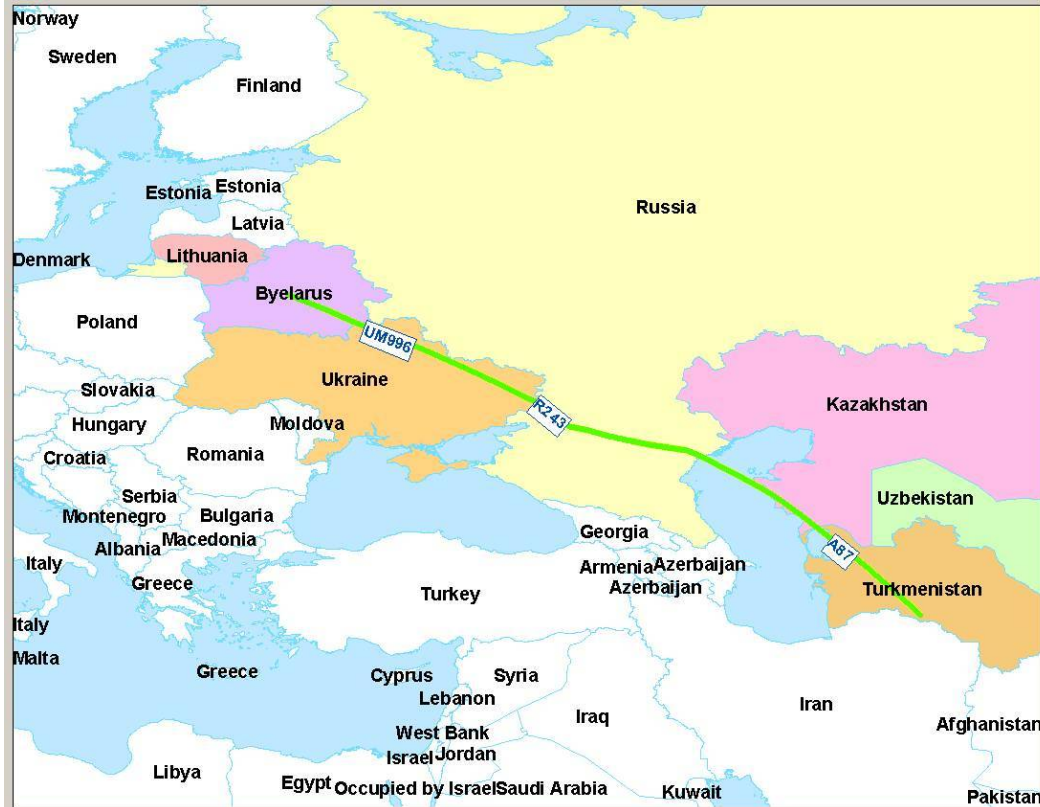 Norway
Sweden
Finland
Estonia
Estonia
Russia
Latvia
Denmark
Lithuania
Byelarus
Poland
UM996
Ukraine
Slovakia
Kazakhstan
Hungary
Moldova
R243
Croatia
Romania
Serbia
Uzbekistan
Montenegro
Bulgaria
Georgia
Macedonia
Albania
A87
Italy
Armenia
Azerbaijan
Greece
Azerbaijan
Turkey
Turkmenistan
Italy
Malta
Greece
Cyprus
Syria
Lebanon
Iran
Iraq
Afghanistan
West Bank
Israel
Jordan
Libya
Egypt
Occupied by Israel
Saudi Arabia
Kuwait
Pakistan